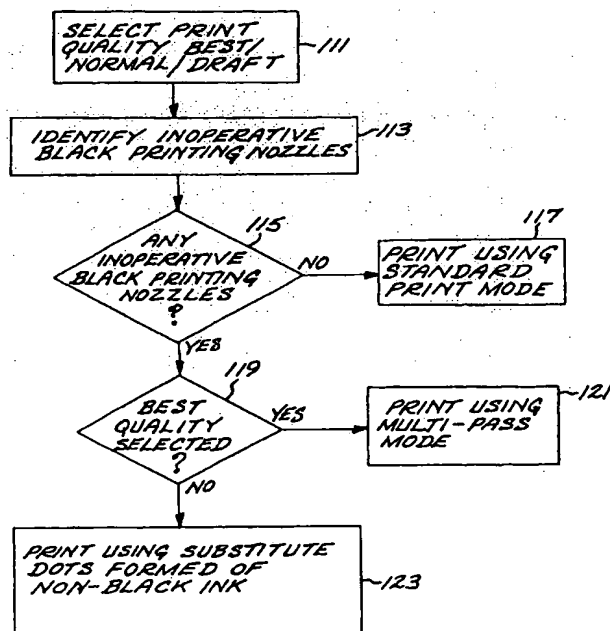 SELECT PRINT
QUALITY BEST/
NORMAL/DRAFT
111
IDENTIFY INOPERATIVE
BLACK PRINTING NOZZLES
113
115
ANY
INOPERATIVE
BLACK PRINTING
NOZZLES
?
NO
117
PRINT USING
STANDARD
PRINT MODE
YES
119
BEST
QUALITY
SELECTED
?
YES
121
PRINT USING
MULTI-PASS
MODE
NO
PRINT USING SUBSTITUTE
DOTS FORMED OF
NON-BLACK INK
123